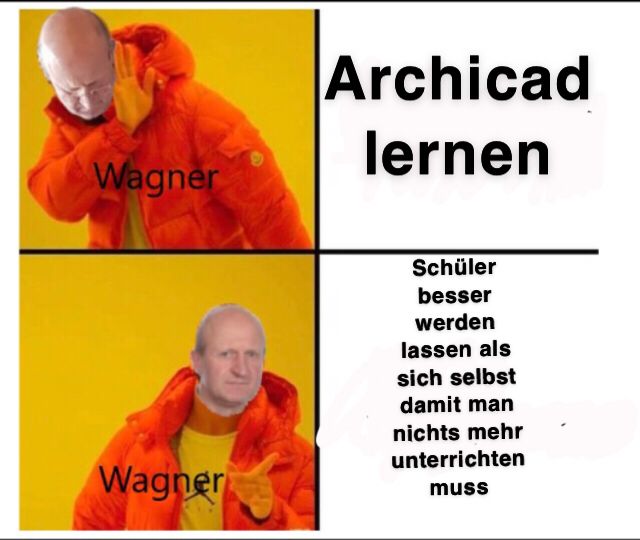 Wagner
Archicad
lernen
Wagner
Schüler
besser
werden
lassen als
sich selbst
damit man
nichts mehr
unterrichten
muss